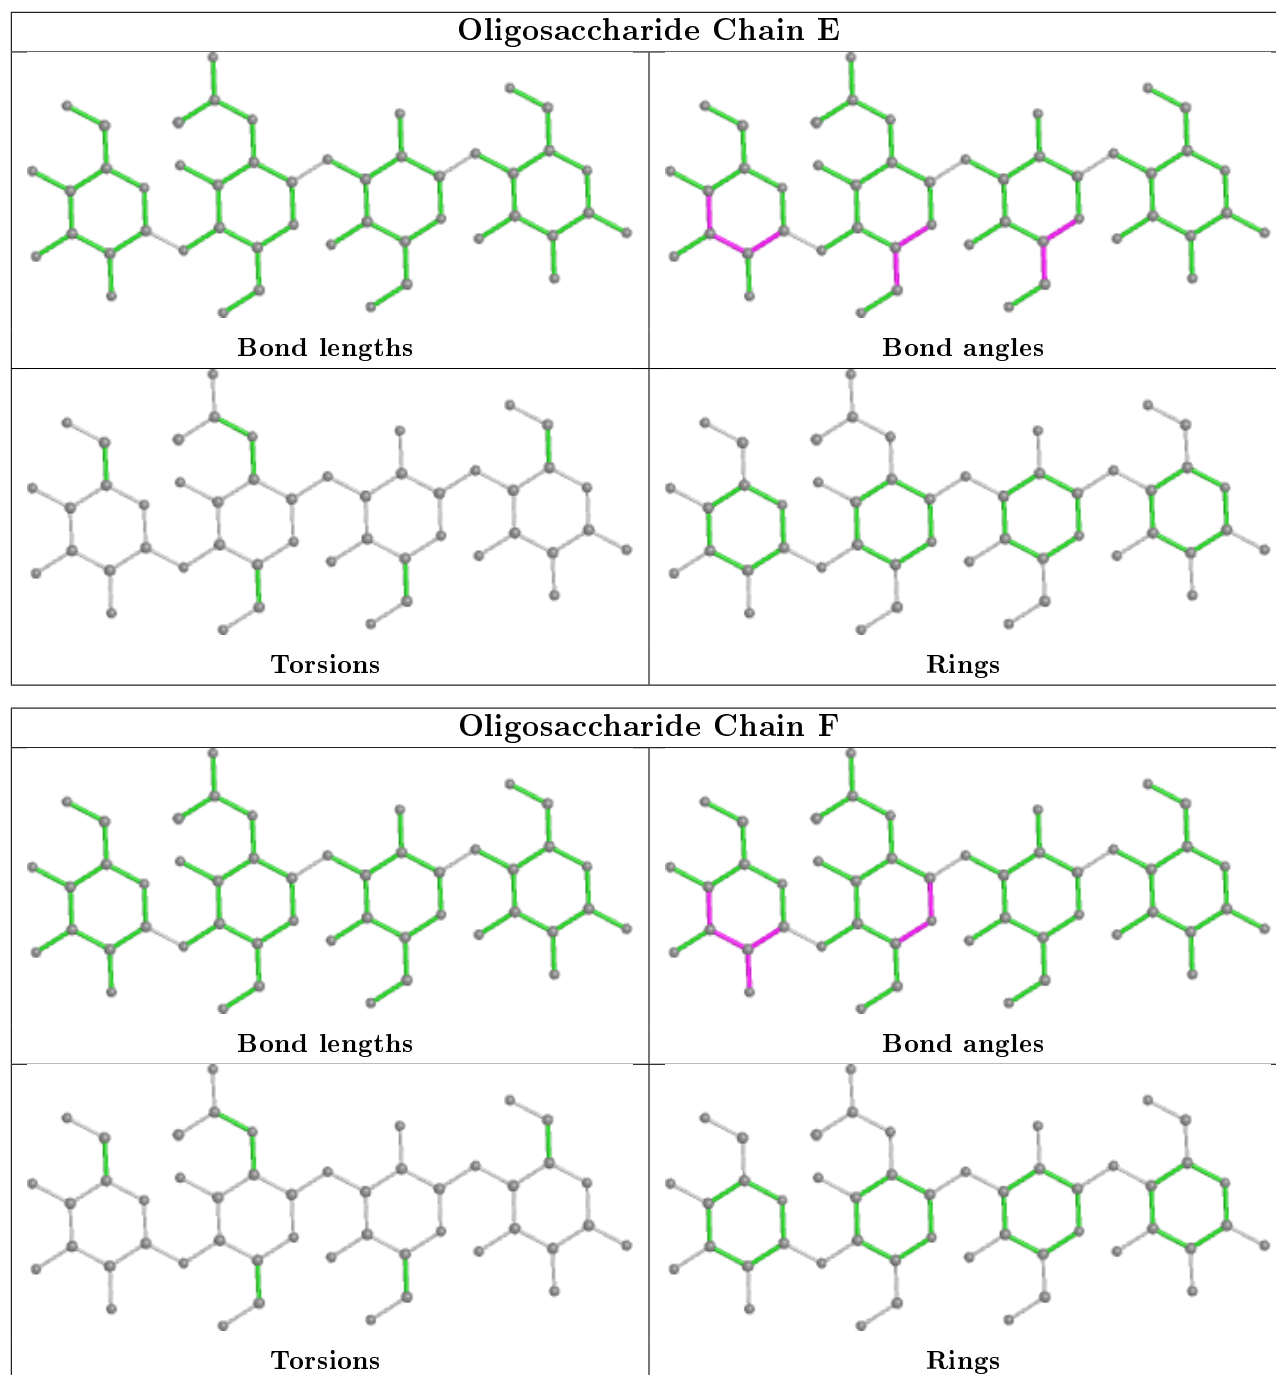 Oligosaccharide Chain E
Bond lengths
Bond angles
Torsions
Rings
Oligosaccharide Chain F
Bond lengths
Bond angles
Torsions
Rings